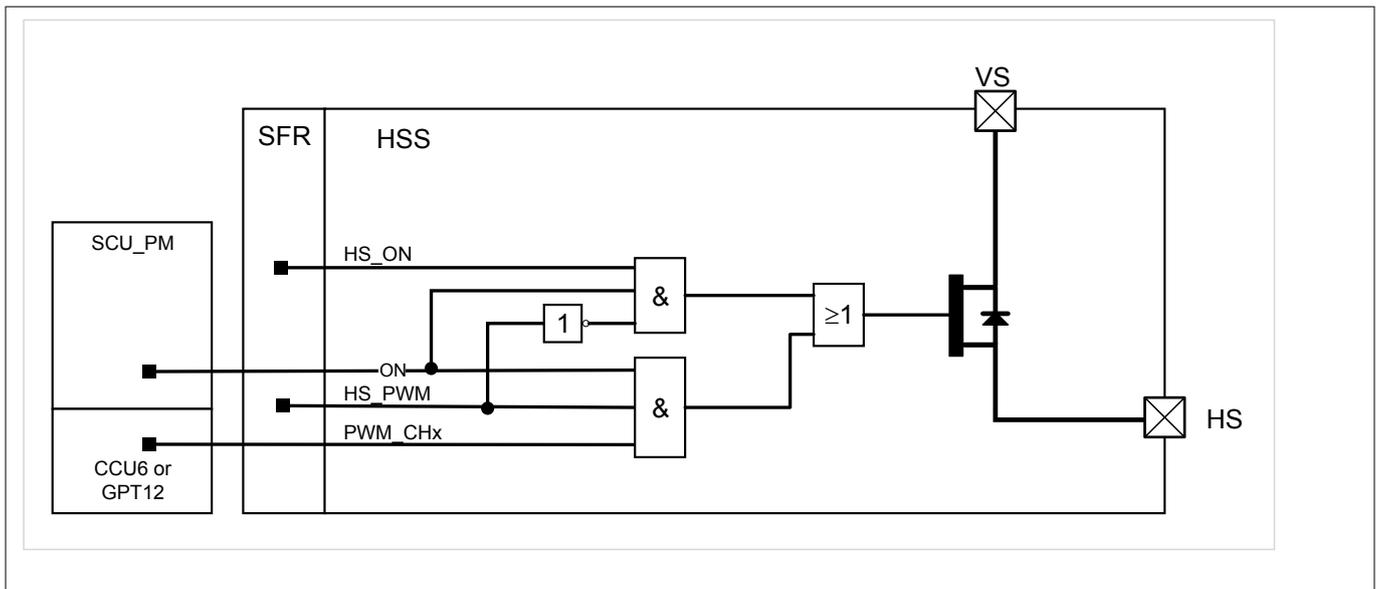 VS
SFR
HSS
SCU_PM
HS_ON
&
1
≥1
ON
HS_PWM
&
PWM_CHx
HS
CCU6 or
GPT12